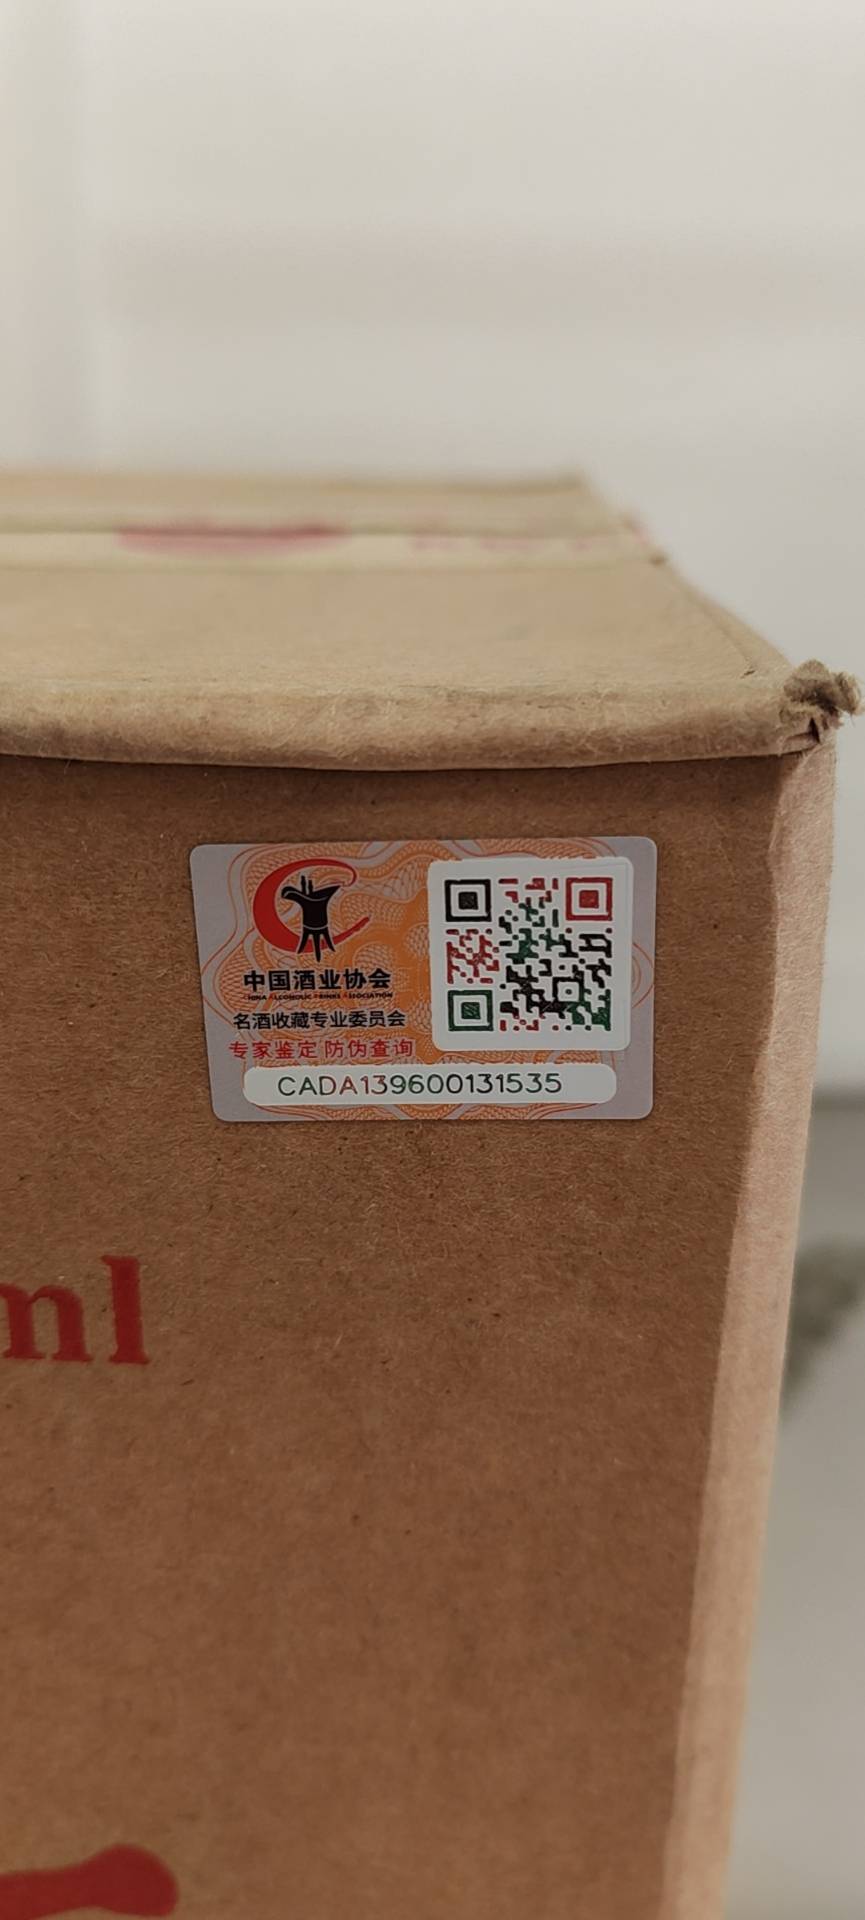 中国酒业协会
CHINA ALCOHOLIC DRINKS ASSOCIATION
名酒收藏专业委员会
专家鉴定 防伪查询
CADA139600131535
ml